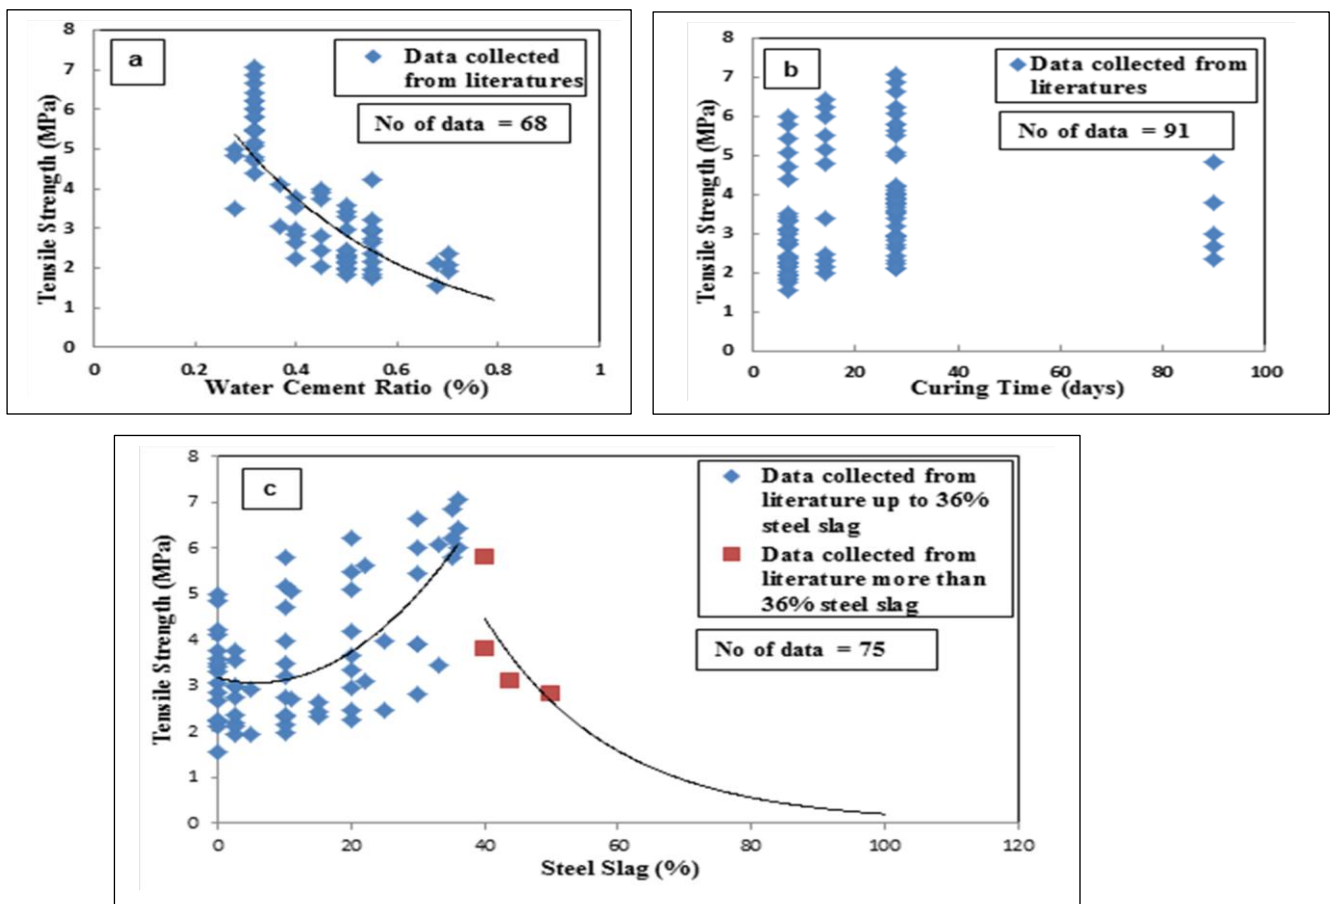 a
Data collected
from literatures
No of data = 68
8
7
6
5
4
3
2
1
0
Tensile Strength (MPa)
0 0.2 0.4 0.6 0.8 1
Water Cement Ratio (%)
b
Data collected from
literatures
No of data = 91
8
7
6
5
4
3
2
1
0
Tensile Strength (MPa)
0 20 40 60 80 100
Curing Time (days)
c
Data collected from
literature up to 36%
steel slag
Data collected from
literature more than
36% steel slag
No of data = 75
8
7
6
5
4
3
2
1
0
Tensile Strength (MPa)
0 20 40 60 80 100 120
Steel Slag (%)